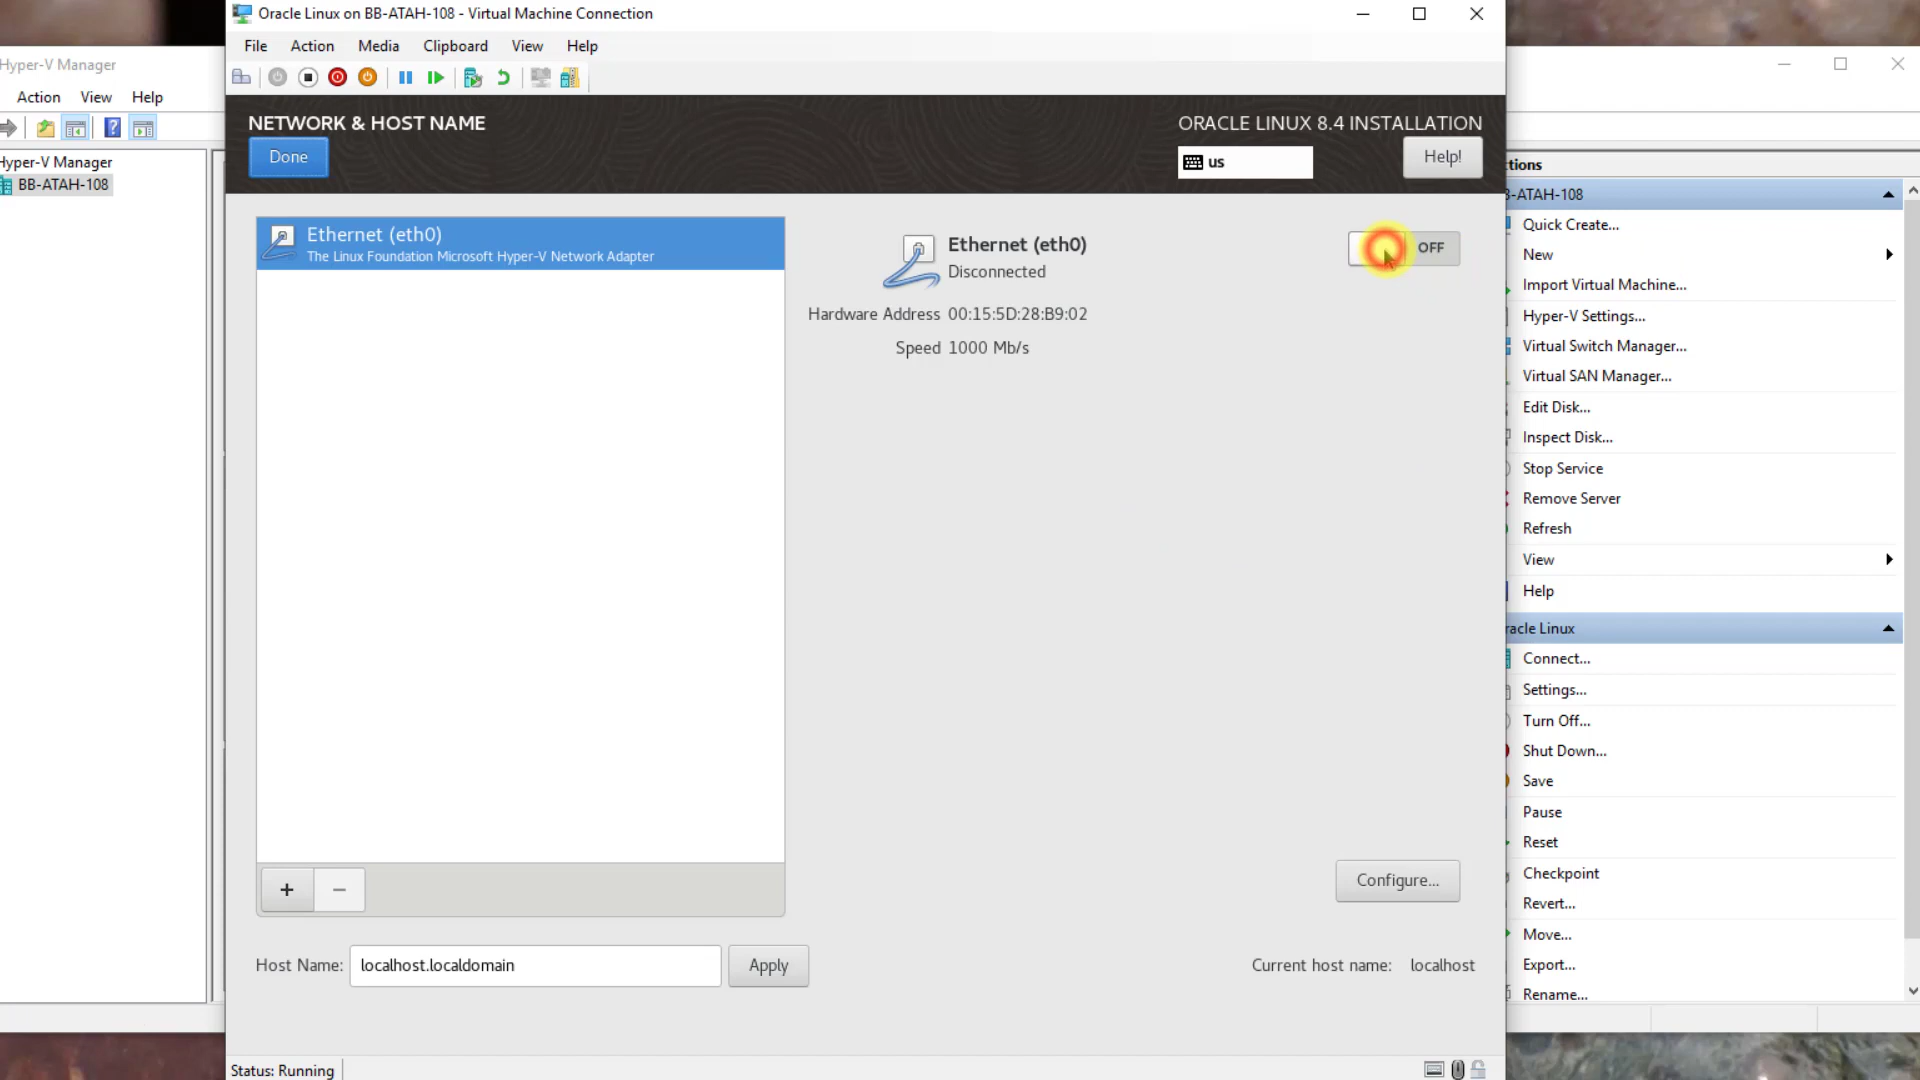 Oracle Linux on BB-ATAH-108 - Virtual Machine Connection
File Action Media Clipboard View Help
Hyper-V Manager
Action View Help
Hyper-V Manager
BB-ATAH-108
NETWORK & HOST NAME
Done
ORACLE LINUX 8.4 INSTALLATION
us
Help!
Ethernet (eth0)
The Linux Foundation Microsoft Hyper-V Network Adapter
Ethernet (eth0)
Disconnected
OFF
Hardware Address 00:15:5D:28:B9:02
Speed 1000 Mb/s
+ −
Configure...
Host Name: localhost.localdomain
Apply
Current host name: localhost
Status: Running
ctions
B-ATAH-108
Quick Create...
New
Import Virtual Machine...
Hyper-V Settings...
Virtual Switch Manager...
Virtual SAN Manager...
Edit Disk...
Inspect Disk...
Stop Service
Remove Server
Refresh
View
Help
racle Linux
Connect...
Settings...
Turn Off...
Shut Down...
Save
Pause
Reset
Checkpoint
Revert...
Move...
Export...
Rename...